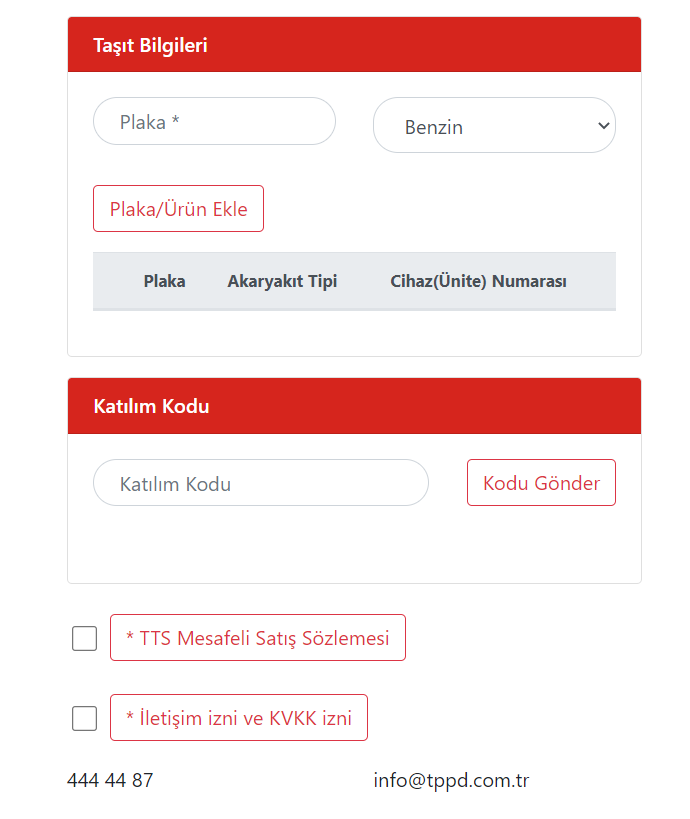 Taşıt Bilgileri
Plaka *
Benzin
Plaka/Ürün Ekle
Plaka Akaryakıt Tipi Cihaz(Ünite) Numarası
Katılım Kodu
Katılım Kodu
Kodu Gönder
* TTS Mesafeli Satış Sözlemesi
* İletişim izni ve KVKK izni
444 44 87
info@tppd.com.tr